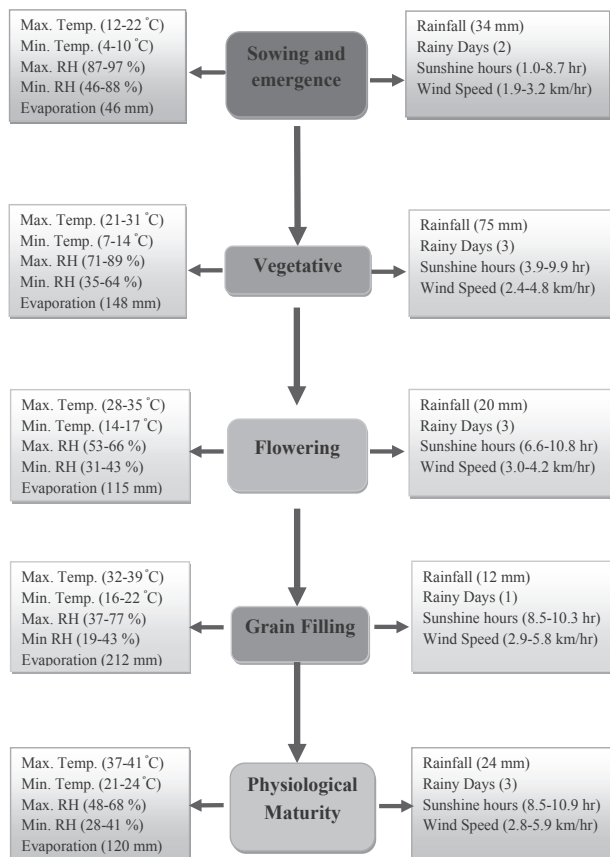 Max. Temp. (12-22 °C)
Min. Temp. (4-10 °C)
Max. RH (87-97 %)
Min. RH (46-88 %)
Evaporation (46 mm)
Sowing and
emergence
Rainfall (34 mm)
Rainy Days (2)
Sunshine hours (1.0-8.7 hr)
Wind Speed (1.9-3.2 km/hr)
Max. Temp. (21-31 °C)
Min. Temp. (7-14 °C)
Max. RH (71-89 %)
Min. RH (35-64 %)
Evaporation (148 mm)
Vegetative
Rainfall (75 mm)
Rainy Days (3)
Sunshine hours (3.9-9.9 hr)
Wind Speed (2.4-4.8 km/hr)
Max. Temp. (28-35 °C)
Min. Temp. (14-17 °C)
Max. RH (53-66 %)
Min. RH (31-43 %)
Evaporation (115 mm)
Flowering
Rainfall (20 mm)
Rainy Days (3)
Sunshine hours (6.6-10.8 hr)
Wind Speed (3.0-4.2 km/hr)
Max. Temp. (32-39 °C)
Min. Temp. (16-22 °C)
Max. RH (37-77 %)
Min RH (19-43 %)
Evaporation (212 mm)
Grain Filling
Rainfall (12 mm)
Rainy Days (1)
Sunshine hours (8.5-10.3 hr)
Wind Speed (2.9-5.8 km/hr)
Max. Temp. (37-41 °C)
Min. Temp. (21-24 °C)
Max. RH (48-68 %)
Min. RH (28-41 %)
Evaporation (120 mm)
Physiological
Maturity
Rainfall (24 mm)
Rainy Days (3)
Sunshine hours (8.5-10.9 hr)
Wind Speed (2.8-5.9 km/hr)